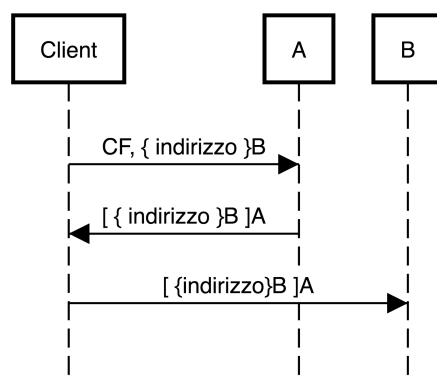 Client
A
B
CF, { indirizzo }B
[ { indirizzo }B ]A
[ {indirizzo}B ]A